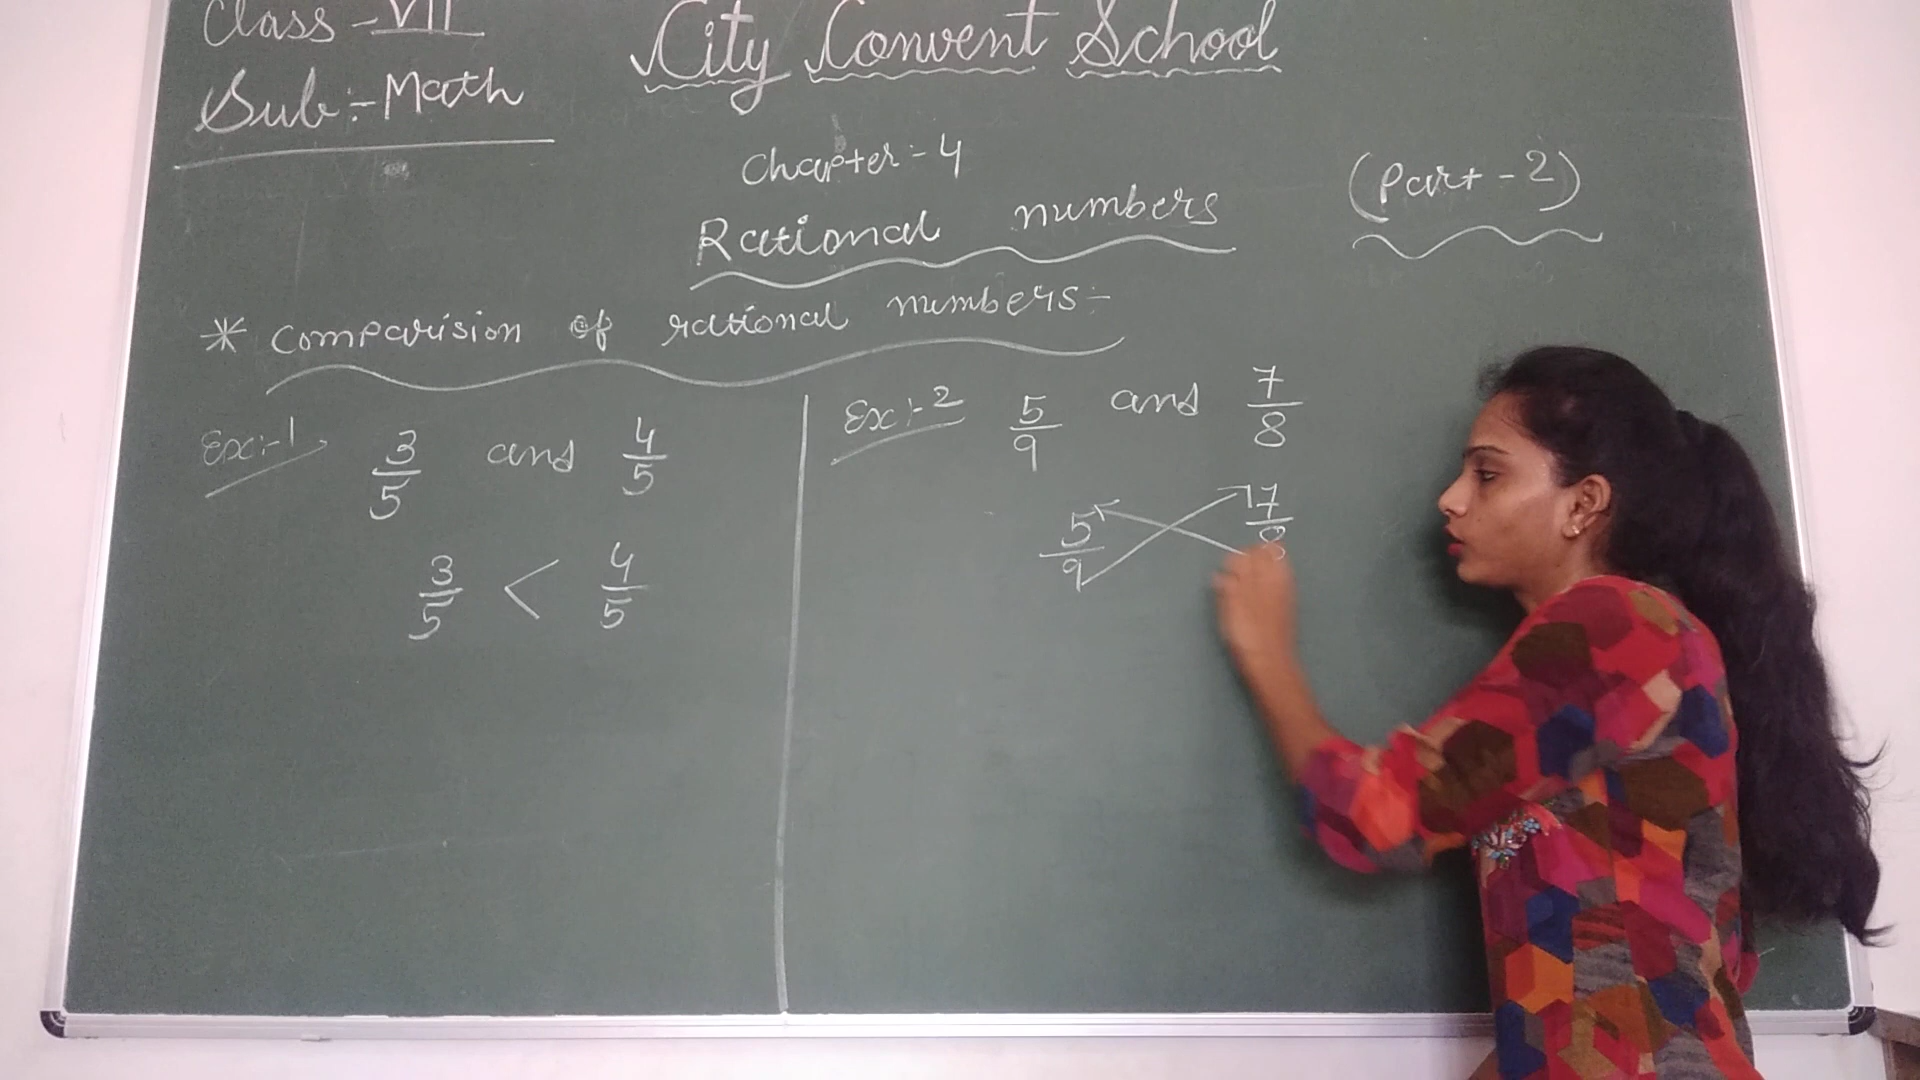 Class - VII
City Convent School
Sub :- Math
Chapter :- 4
(Part - 2)
Rational numbers
* Comparision of rational numbers :-
Ex :- 1 3/5 and 4/5
3/5 < 4/5
Ex :- 2 5/9 and 7/8
5/9 7/8